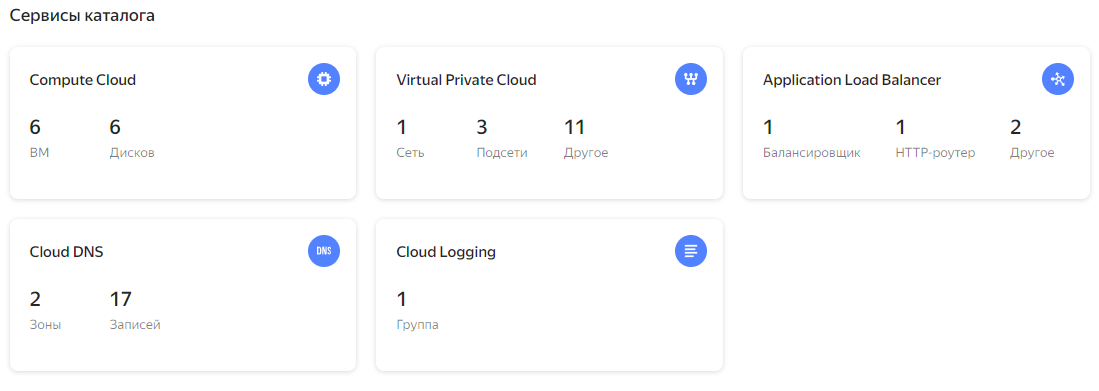 Сервисы каталога
Compute Cloud
6 6
ВМ Дисков
Virtual Private Cloud
1 3 11
Сеть Подсети Другое
Application Load Balancer
1 1 2
Балансировщик HTTP-роутер Другое
Cloud DNS
DNS
2 17
Зоны Записей
Cloud Logging
1
Группа